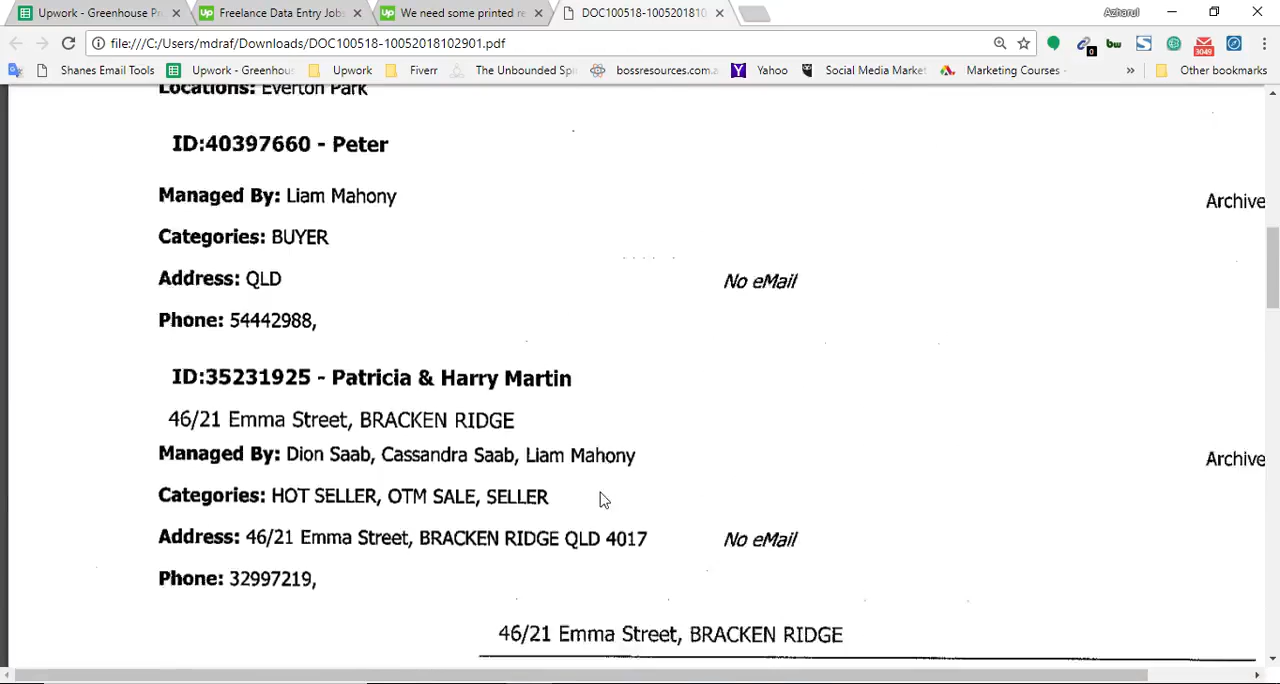 Upwork - Greenhouse Pr
Freelance Data Entry Jobs
We need some printed re
DOC100518-1005201810
Azharul
file:///C:/Users/mdraf/Downloads/DOC100518-10052018102901.pdf
Shanes Email Tools
Upwork - Greenhous
Upwork
Fiverr
The Unbounded Spi
bossresources.com.a
Yahoo
Social Media Market
Marketing Courses -
»
Other bookmarks
0
bw
3049
Locations: Everton Park
ID:40397660 - Peter
Managed By: Liam Mahony
Archive
Categories: BUYER
Address: QLD
No eMail
Phone: 54442988,
ID:35231925 - Patricia & Harry Martin
46/21 Emma Street, BRACKEN RIDGE
Managed By: Dion Saab, Cassandra Saab, Liam Mahony
Archive
Categories: HOT SELLER, OTM SALE, SELLER
Address: 46/21 Emma Street, BRACKEN RIDGE QLD 4017
No eMail
Phone: 32997219,
46/21 Emma Street, BRACKEN RIDGE